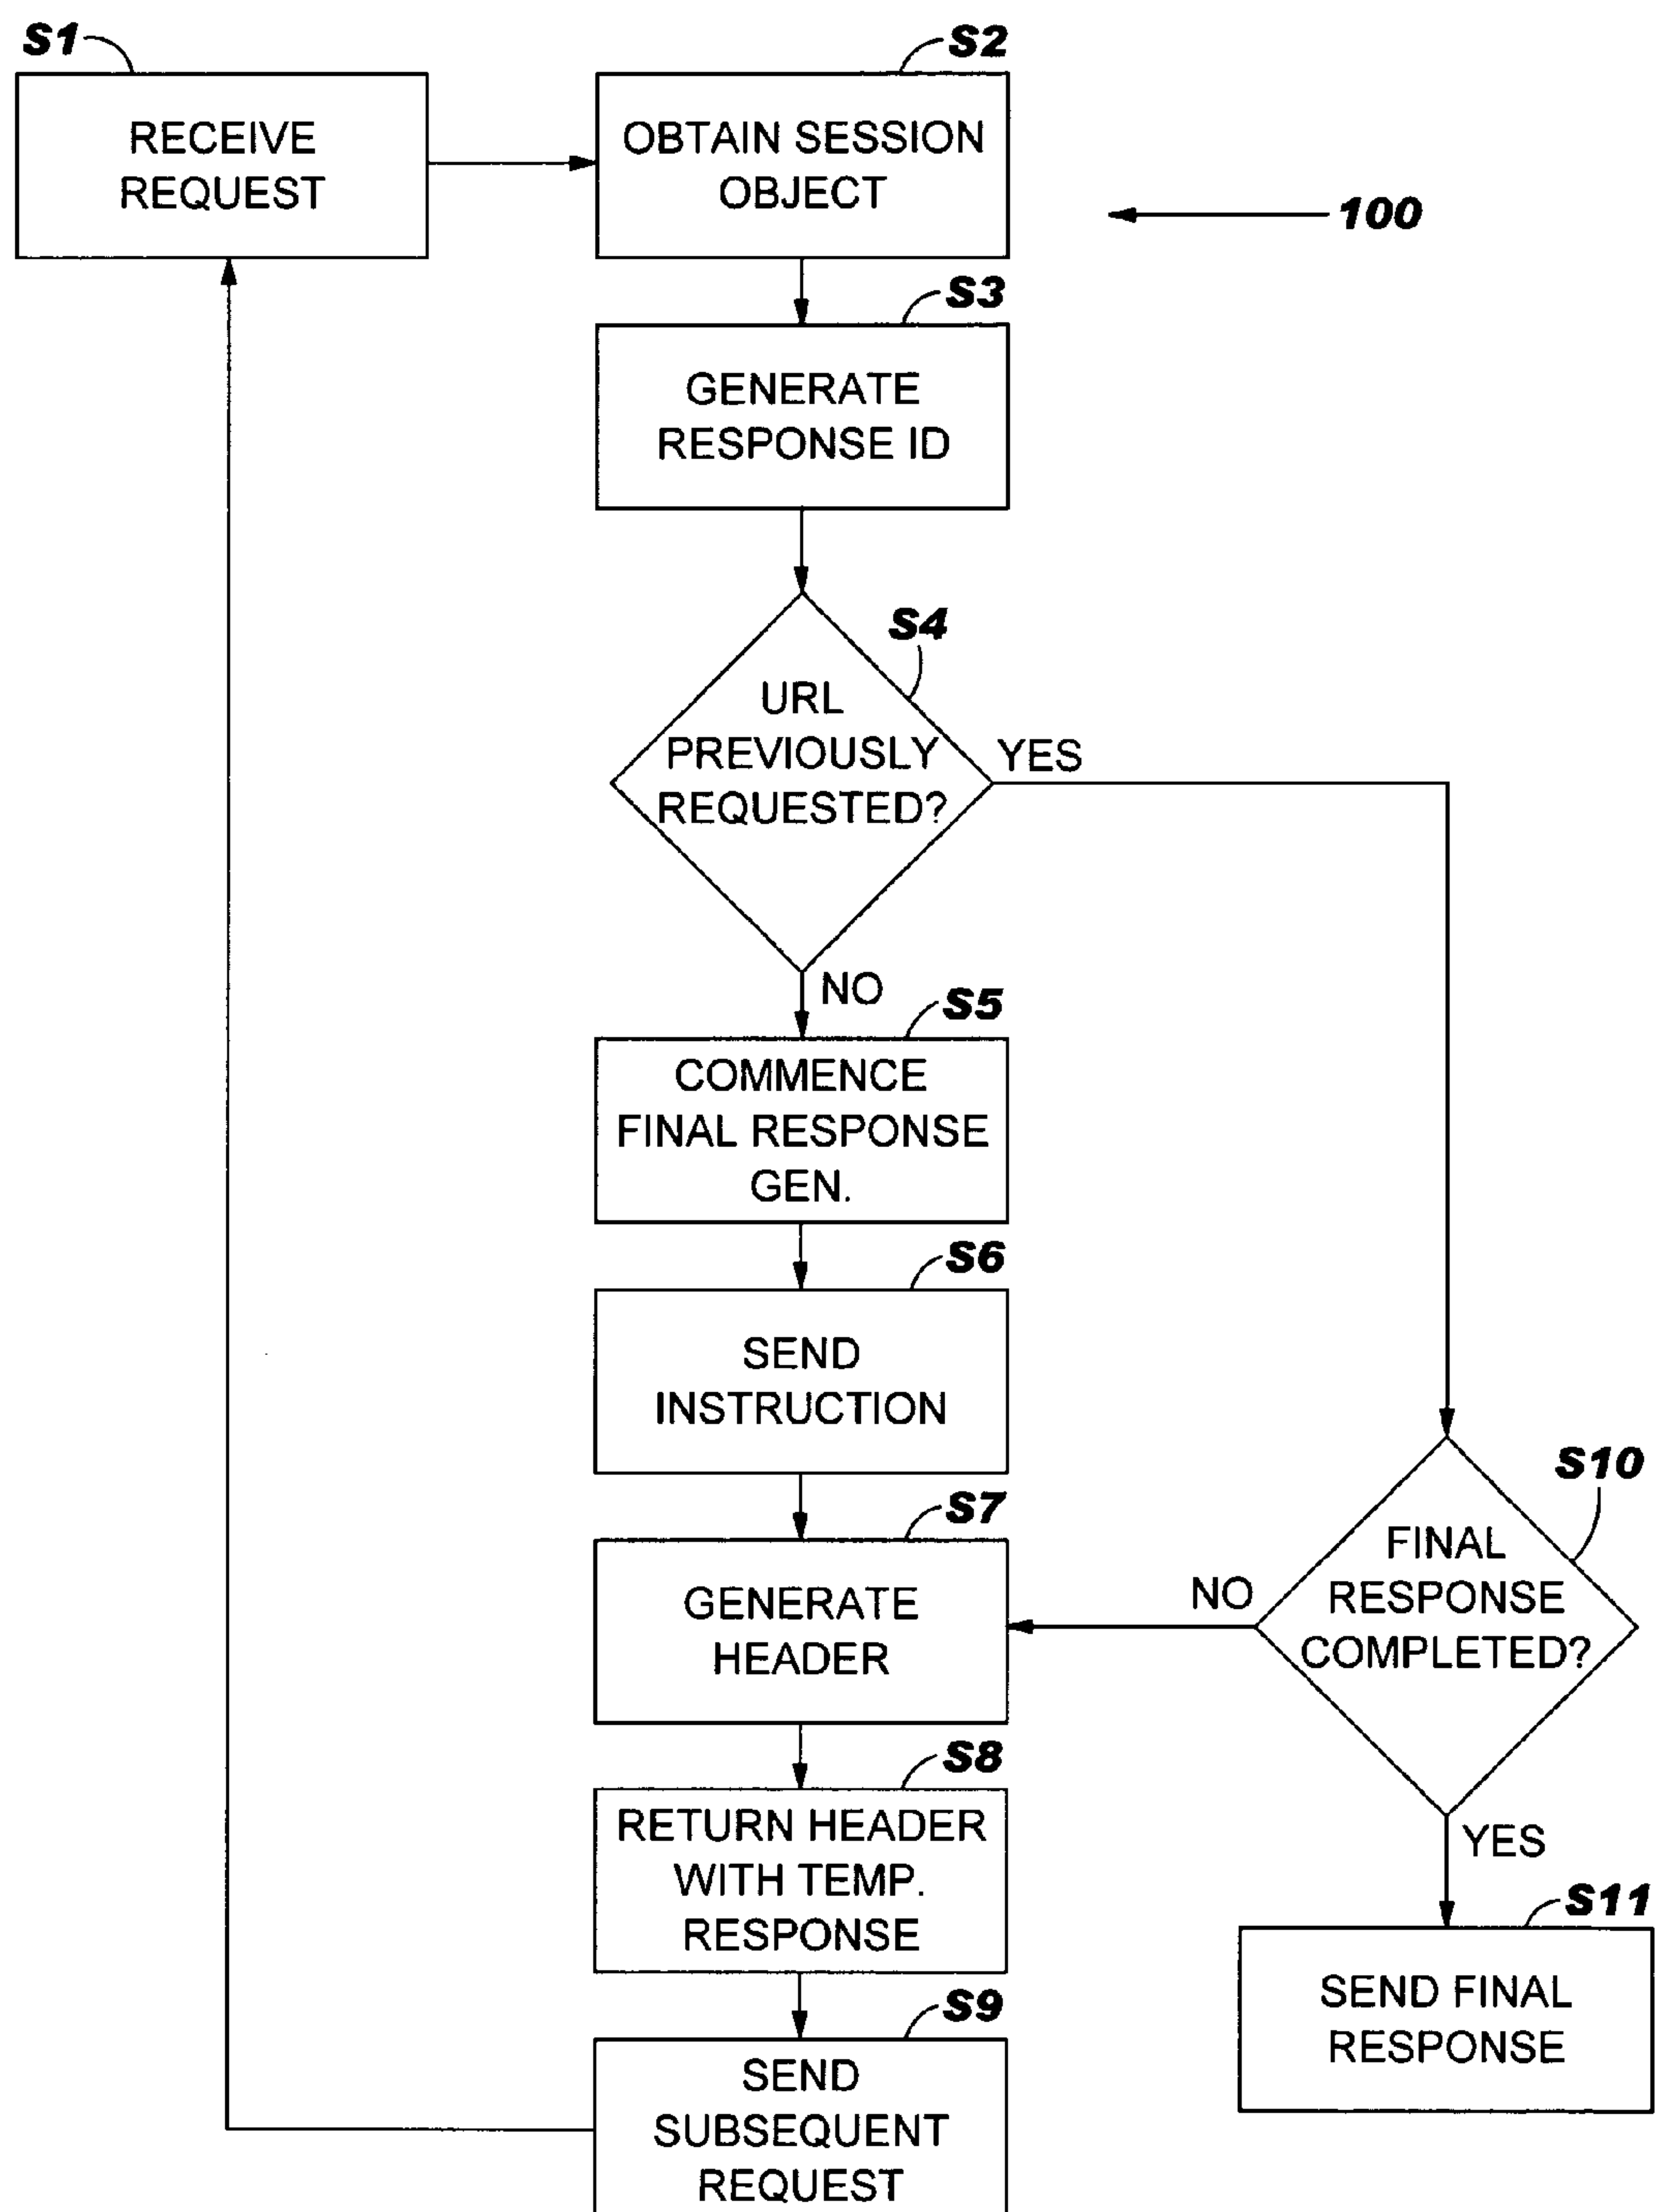 S1
RECEIVE
REQUEST
S2
OBTAIN SESSION
OBJECT
100
S3
GENERATE
RESPONSE ID
S4
URL
PREVIOUSLY
REQUESTED?
YES
NO
S5
COMMENCE
FINAL RESPONSE
GEN.
S6
SEND
INSTRUCTION
S7
GENERATE
HEADER
S10
FINAL
RESPONSE
COMPLETED?
NO
YES
S8
RETURN HEADER
WITH TEMP.
RESPONSE
S11
SEND FINAL
RESPONSE
S9
SEND
SUBSEQUENT
REQUEST